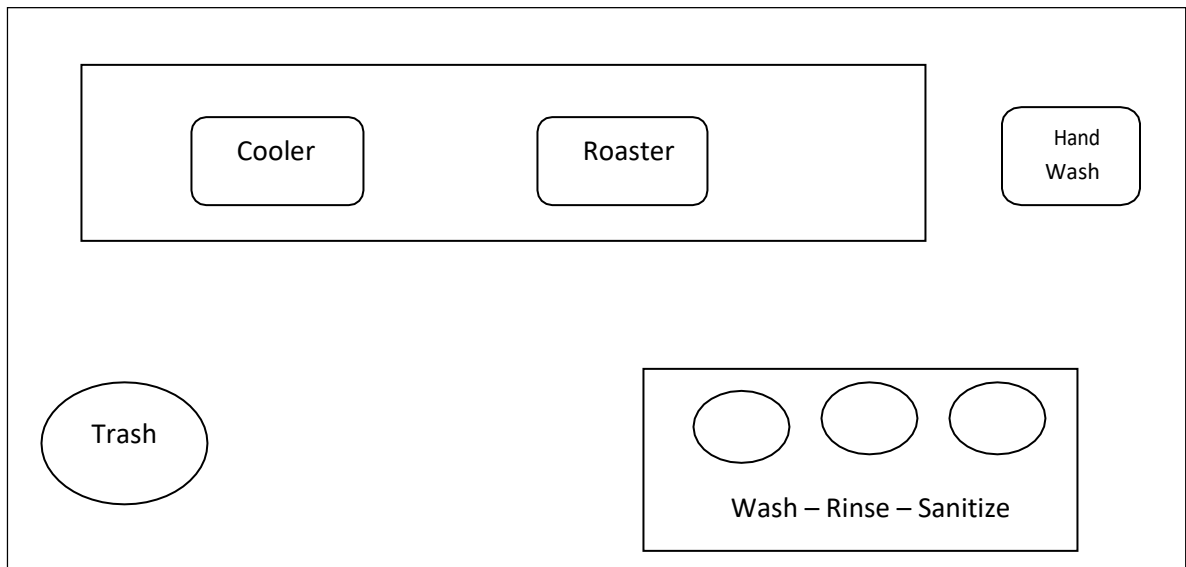 Cooler
Roaster
Hand
Wash
Trash
Wash – Rinse – Sanitize